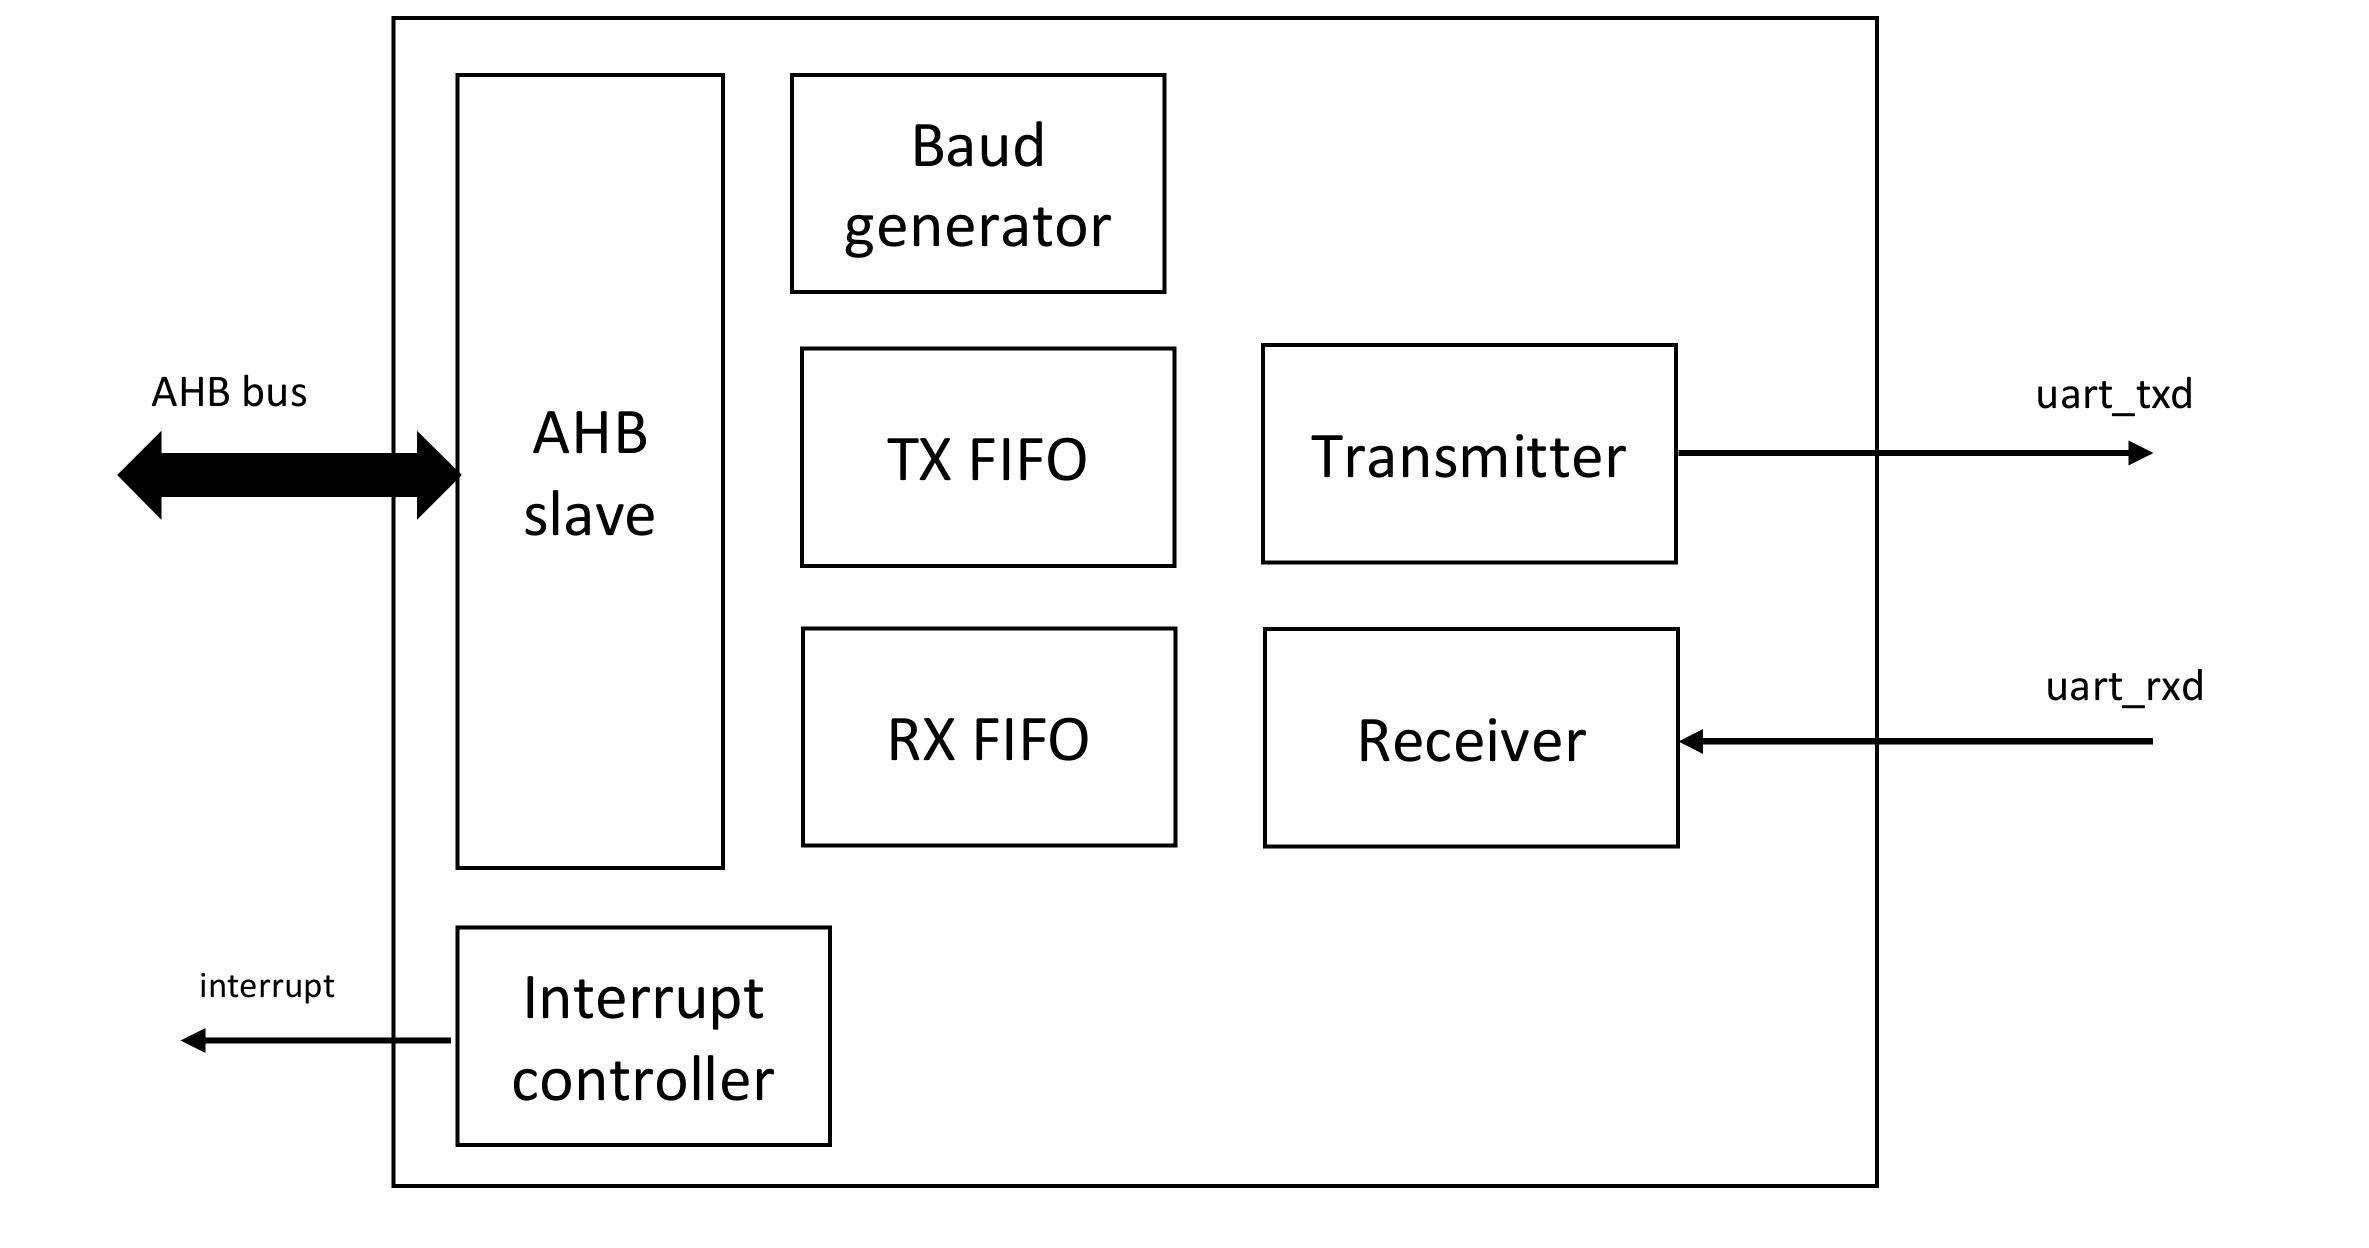 Baud
generator
AHB bus
AHB
slave
TX FIFO
Transmitter
uart_txd
RX FIFO
Receiver
uart_rxd
interrupt
Interrupt
controller